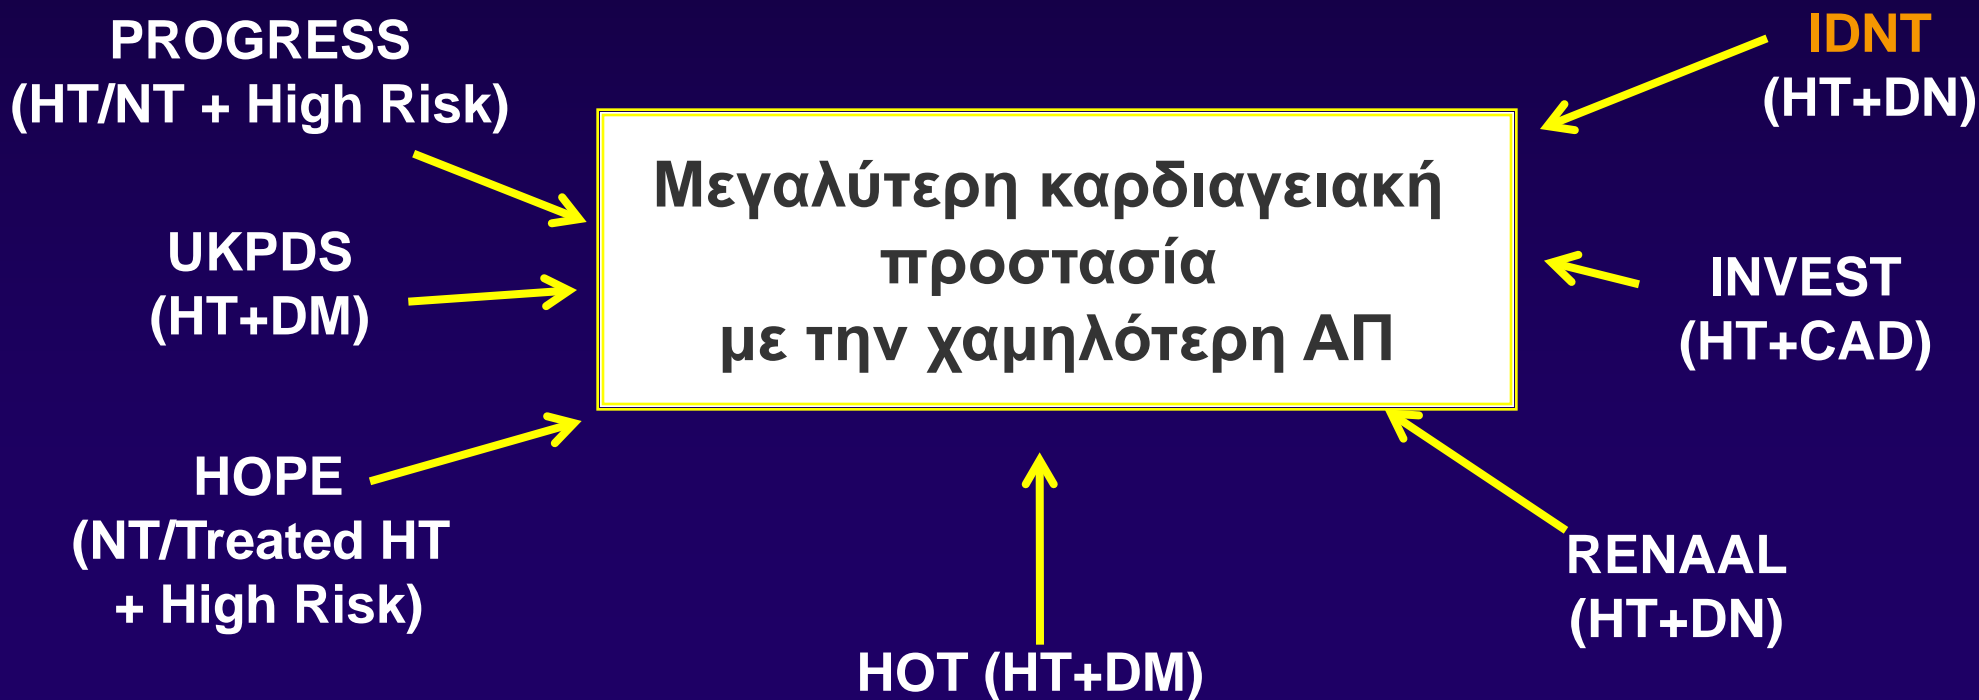 PROGRESS
(HT/NT + High Risk)
UKPDS
(HT+DM)
HOPE
(NT/Treated HT
+ High Risk)
Μεγαλύτερη καρδιαγειακή
προστασία
με την χαμηλότερη ΑΠ
HOT (HT+DM)
IDNT
(HT+DN)
INVEST
(HT+CAD)
RENAAL
(HT+DN)